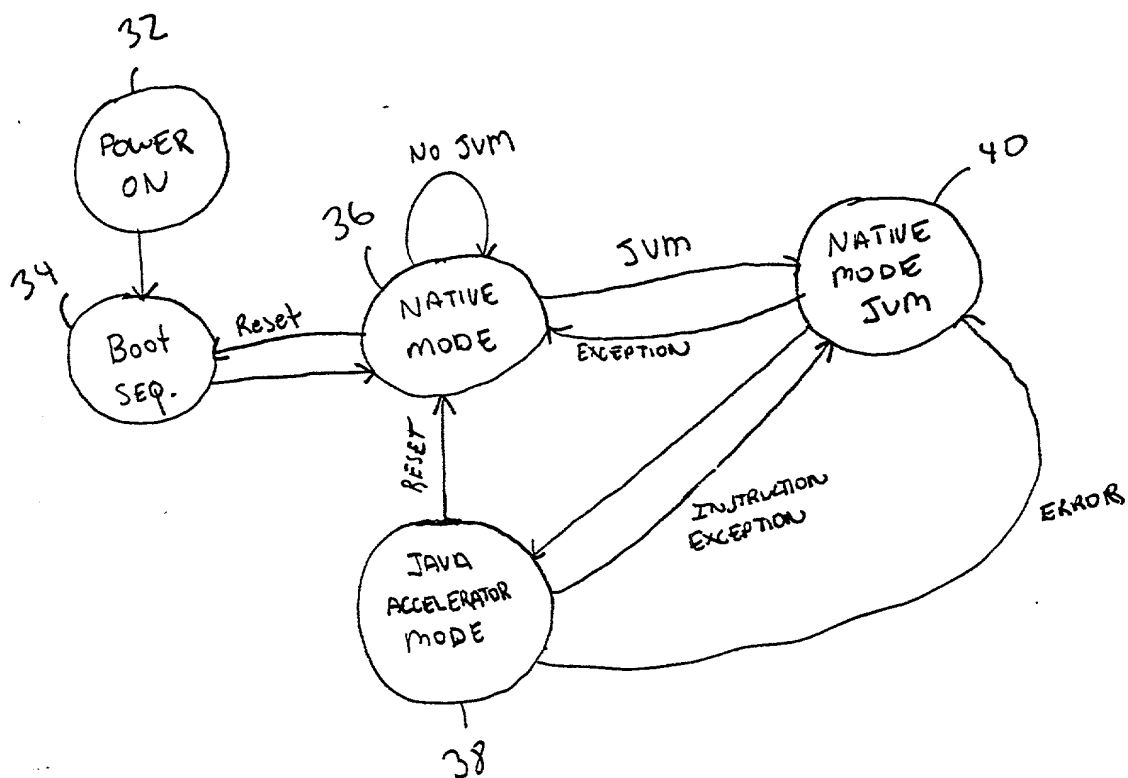 32
POWER
ON
34
Boot
SEQ.
Reset
36
No JVM
NATIVE
MODE
JVM
EXCEPTION
40
NATIVE
MODE
JVM
RESET
INSTRUCTION
EXCEPTION
ERRORS
JAVA
ACCELERATOR
MODE
38